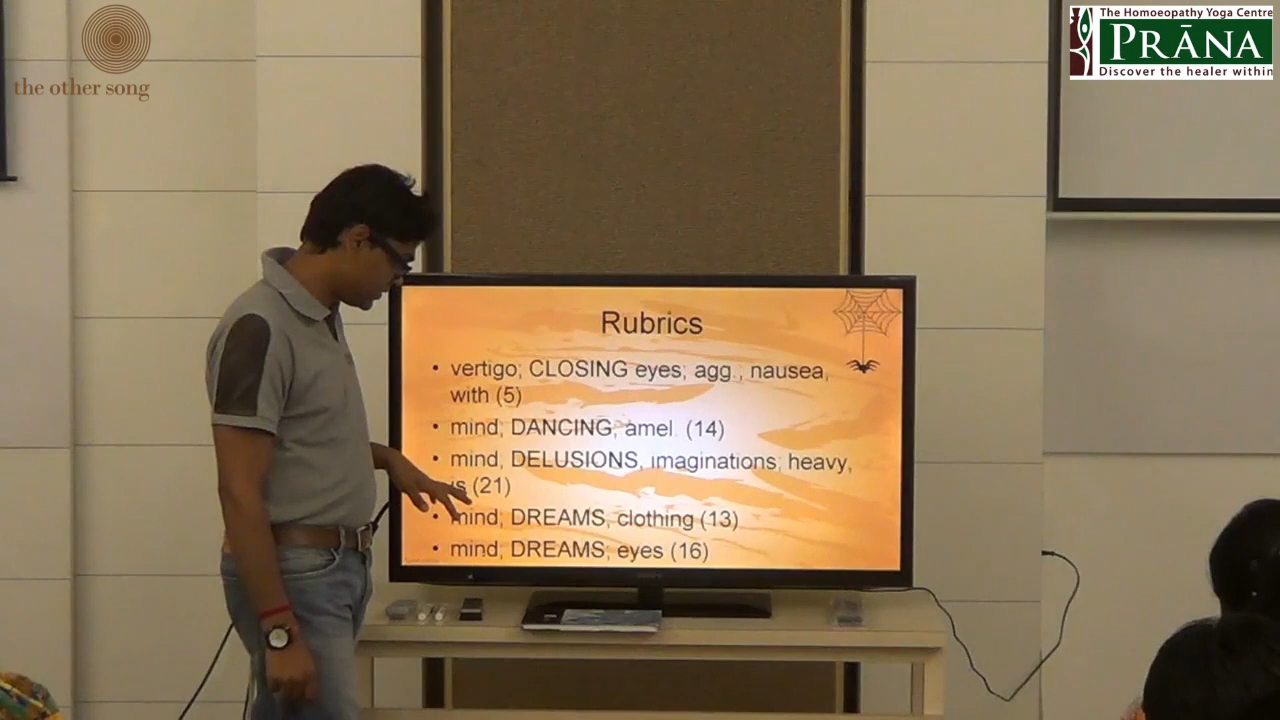 the other song
The Homoeopathy Yoga Centre
PRĀNA
Discover the healer within
Rubrics
• vertigo; CLOSING eyes; agg.; nausea,
with (5)
• mind; DANCING; amel. (14)
• mind; DELUSIONS, imaginations; heavy,
is (21)
• mind; DREAMS; clothing (13)
• mind; DREAMS; eyes (16)